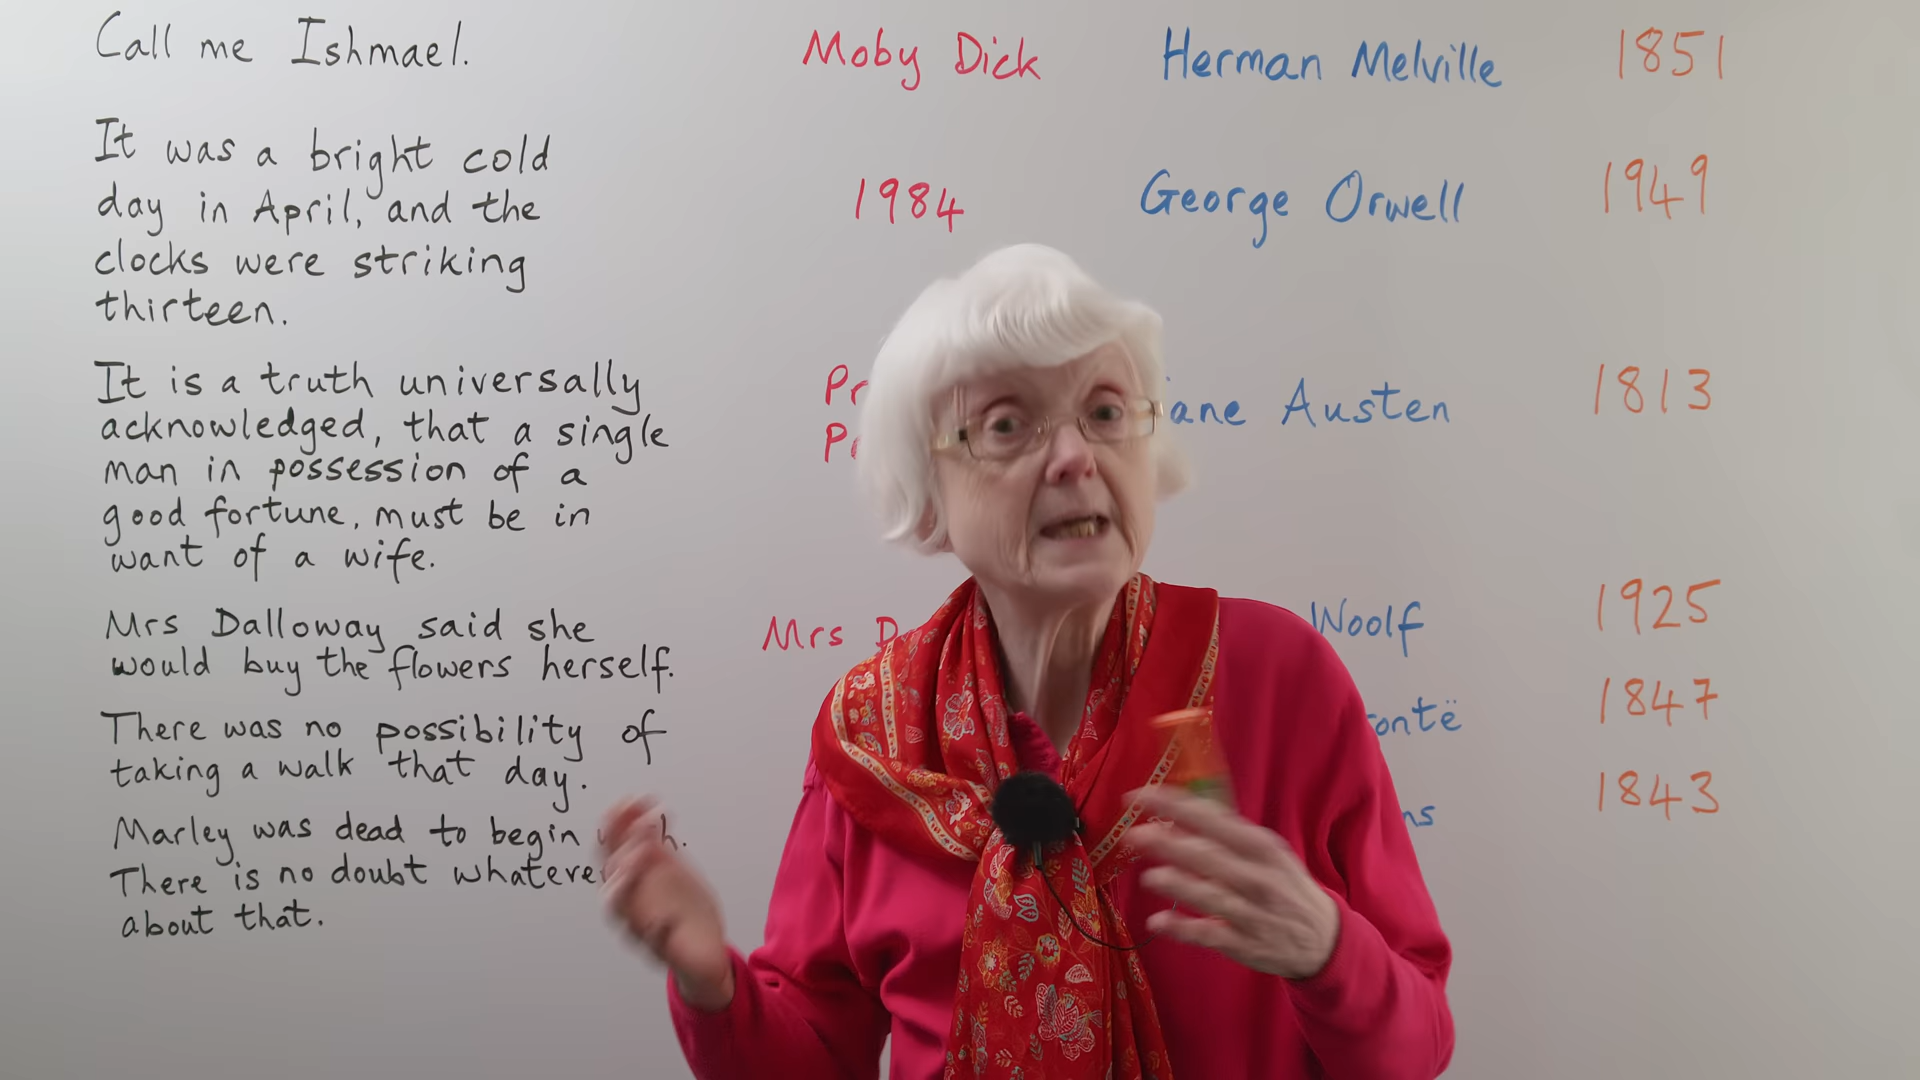 Call me Ishmael.
Moby Dick
Herman Melville
1851
It was a bright cold
day in April, and the
clocks were striking
thirteen.
1984
George Orwell
1949
It is a truth universally
acknowledged, that a single
man in possession of a
good fortune, must be in
want of a wife.
Austen
1813
Mrs Dalloway said she
would buy the flowers herself.
Mrs
Woolf
1925
There was no possibility of
taking a walk that day.
1847
Marley was dead to begin
There is no doubt
about that.
1843